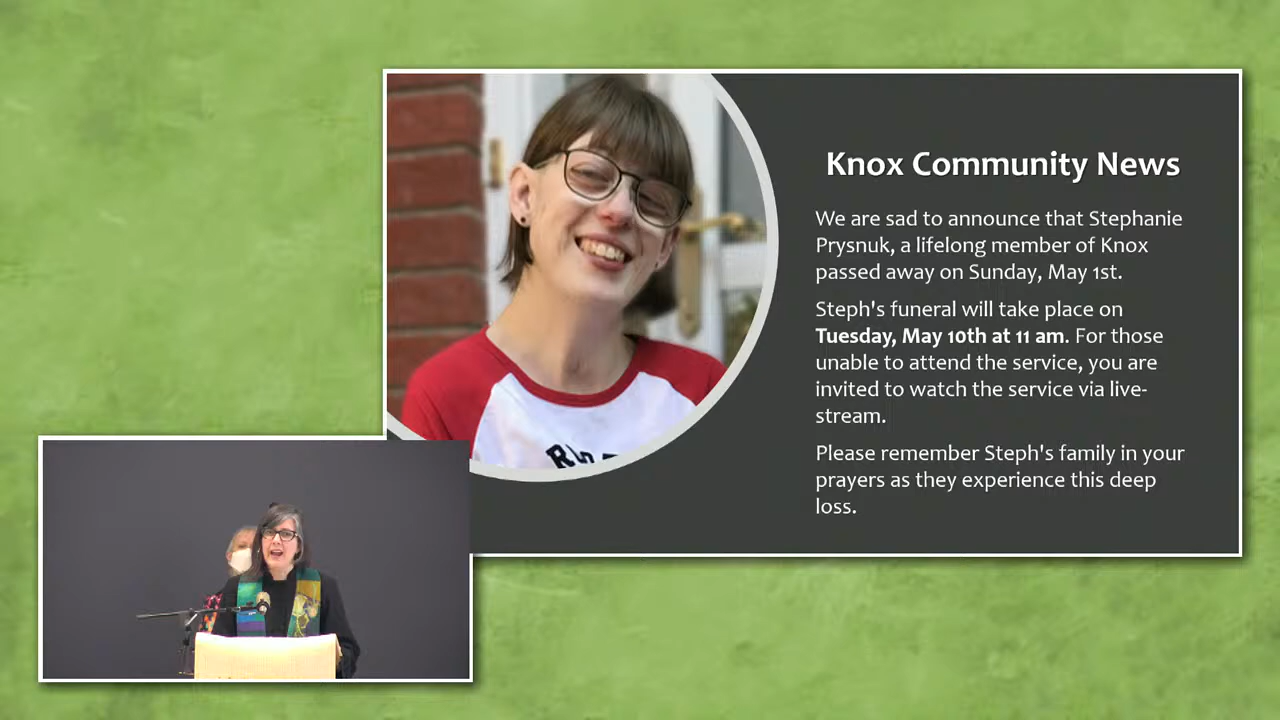 Knox Community News
We are sad to announce that Stephanie
Prysnuk, a lifelong member of Knox
passed away on Sunday, May 1st.
Steph's funeral will take place on
Tuesday, May 10th at 11 am. For those
unable to attend the service, you are
invited to watch the service via live-
stream.
Please remember Steph's family in your
prayers as they experience this deep
loss.